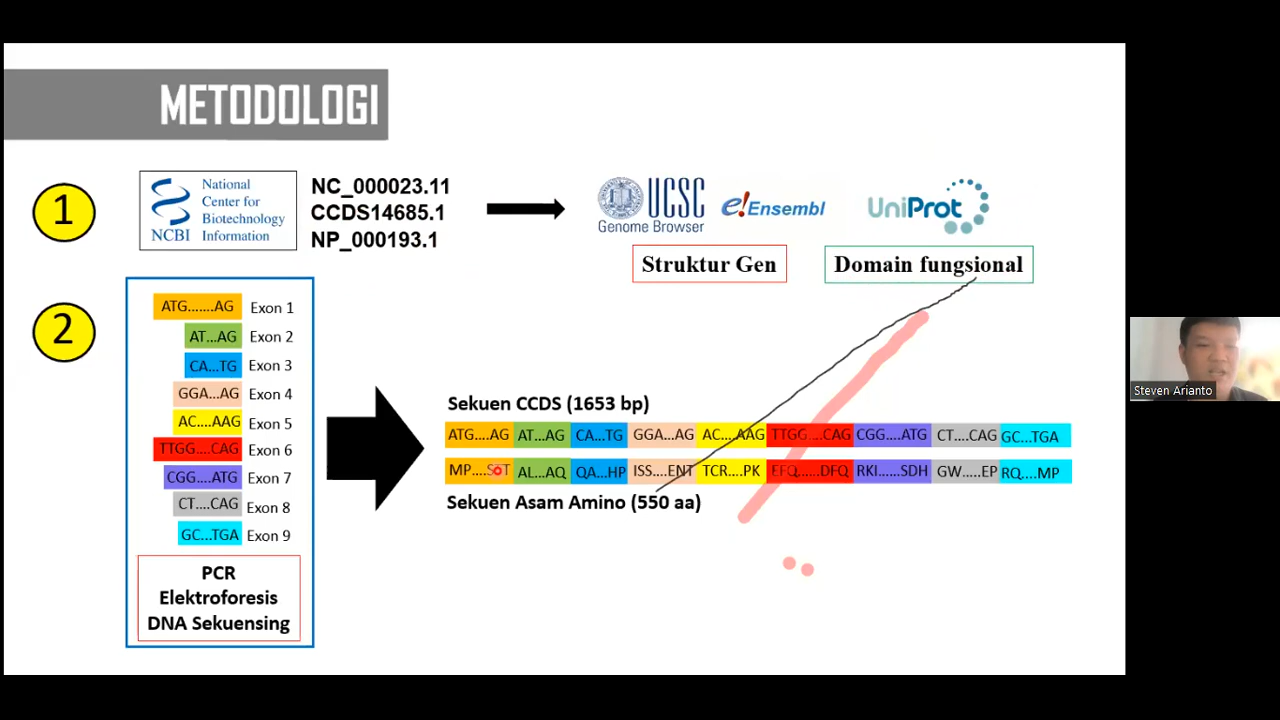 METODOLOGI
1
NCBI
National
Center for
Biotechnology
Information
NC_000023.11
CCDS14685.1
NP_000193.1
UCSC
Genome Browser
e!Ensembl
UniProt
Struktur Gen
Domain fungsional
2
ATG.......AG Exon 1
AT...AG Exon 2
CA...TG Exon 3
GGA...AG Exon 4
AC....AAG Exon 5
TTGG....CAG Exon 6
CGG....ATG Exon 7
CT....CAG Exon 8
GC...TGA Exon 9
PCR
Elektroforesis
DNA Sekuensing
Sekuen CCDS (1653 bp)
ATG....AG AT...AG CA...TG GGA...AG AC....AAG TTGG....CAG CGG....ATG CT....CAG GC...TGA
MP.....SOT AL...AQ QA...HP ISS....ENT TCR....PK EFQ......DFQ RKI.....SDH GW.....EP RQ...MP
Sekuen Asam Amino (550 aa)
Steven Arianto